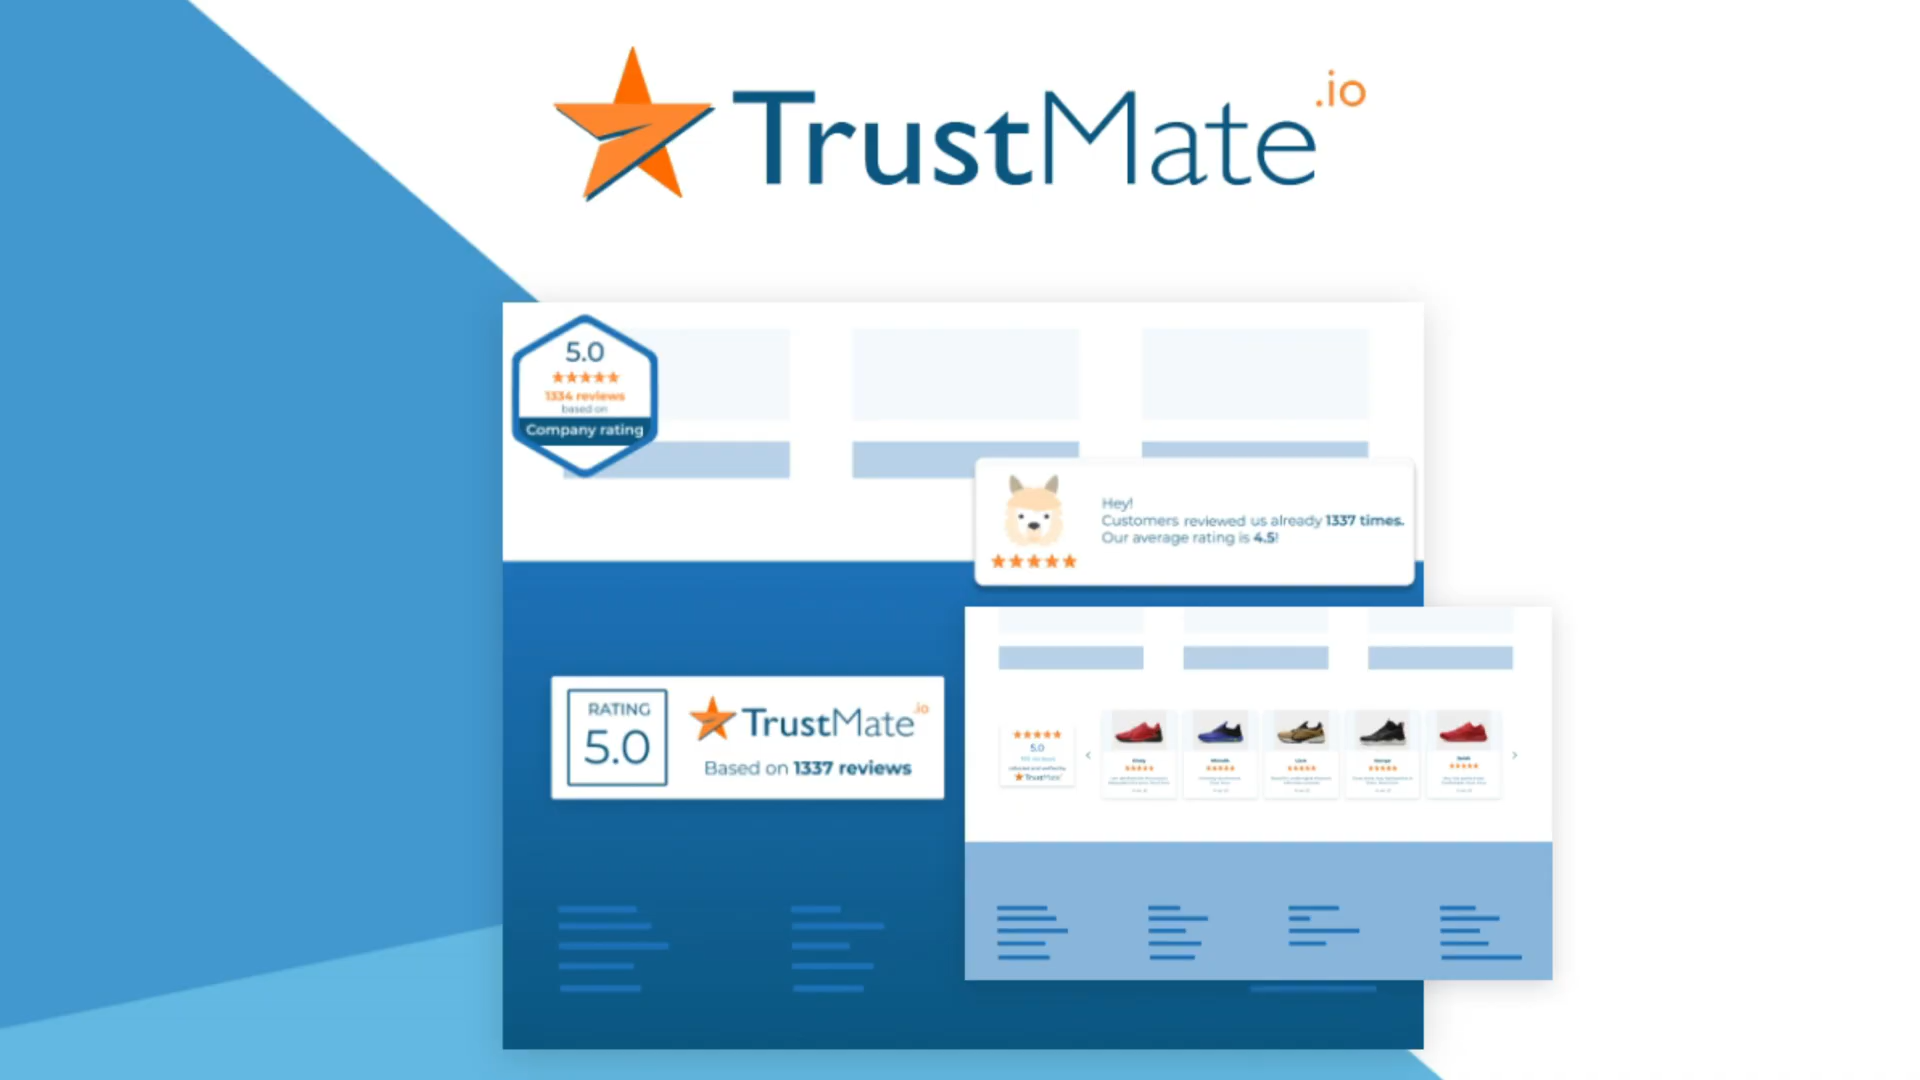 TrustMate.io
5.0
1334 reviews
based on
Company rating
Hey!
Customers reviewed us already 1337 times.
Our average rating is 4.5!
RATING
5.0
TrustMate.io
Based on 1337 reviews
5.0
TrustMate